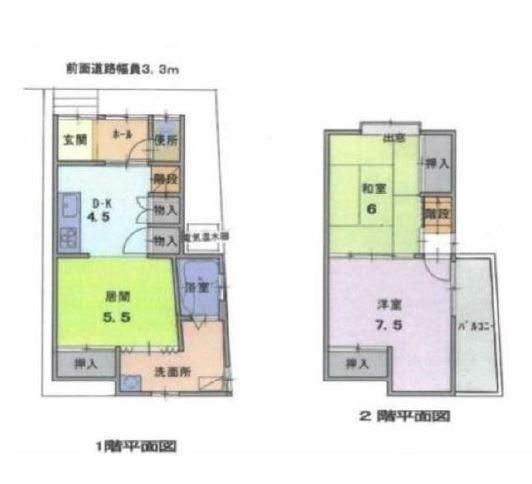 前面道路幅員3.3m
玄関
ホール
便所
階段
D-K
4.5
物入
物入
電気温水器
居間
5.5
浴室
押入
洗面所
1階平面図
出窓
押入
和室
6
階段
洋室
7.5
バルコニー
押入
2階平面図